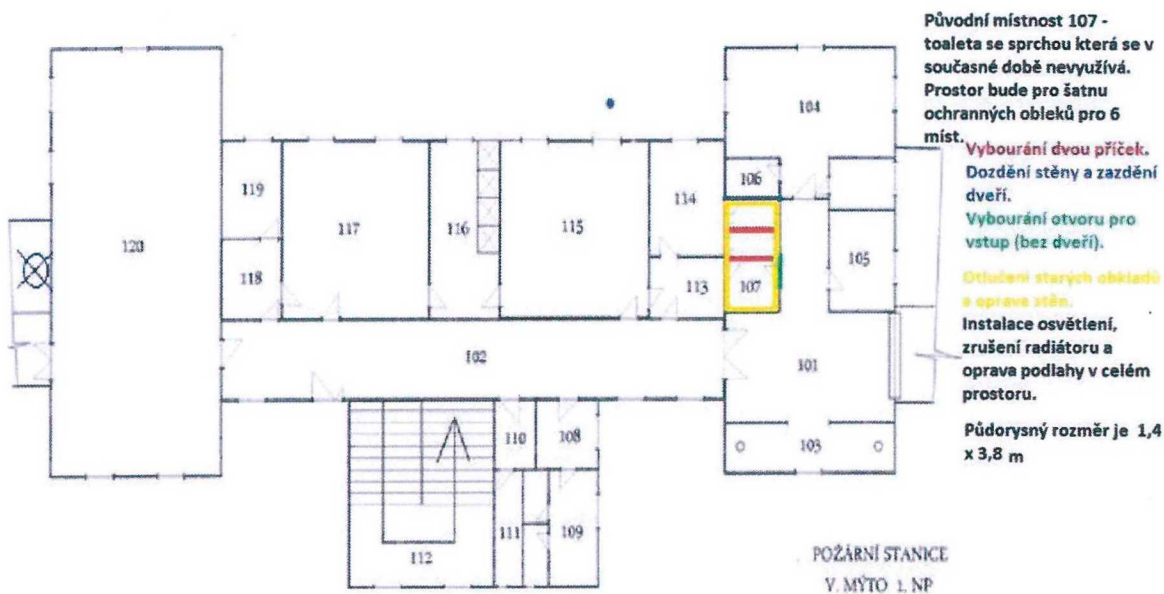 Původní místnost 107 -
toaleta se sprchou která se v
současné době nevyužívá.
Prostor bude pro šatnu
ochranných obleků pro 6
míst.
Vybourání dvou příček.
Dozdění stěny a zazdění
dveří.
Vybourání otvoru pro
vstup (bez dveří).
Otlučení starých obkladů
a oprava stěn.
Instalace osvětlení,
zrušení radiátoru a
oprava podlahy v celém
prostoru.
Půdorysný rozměr je 1,4
x 3,8 m
104
106
119
114
117
116
115
120
105
118
113
107
102
101
110
108
103
111
109
112
POŽÁRNÍ STANICE
V. MÝTO 1. NP